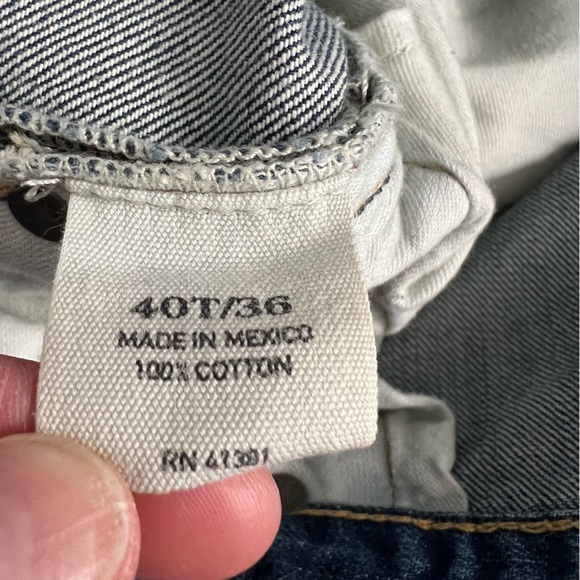 40T/36
MADE IN MEXICO
100% COTTON
RN 41381